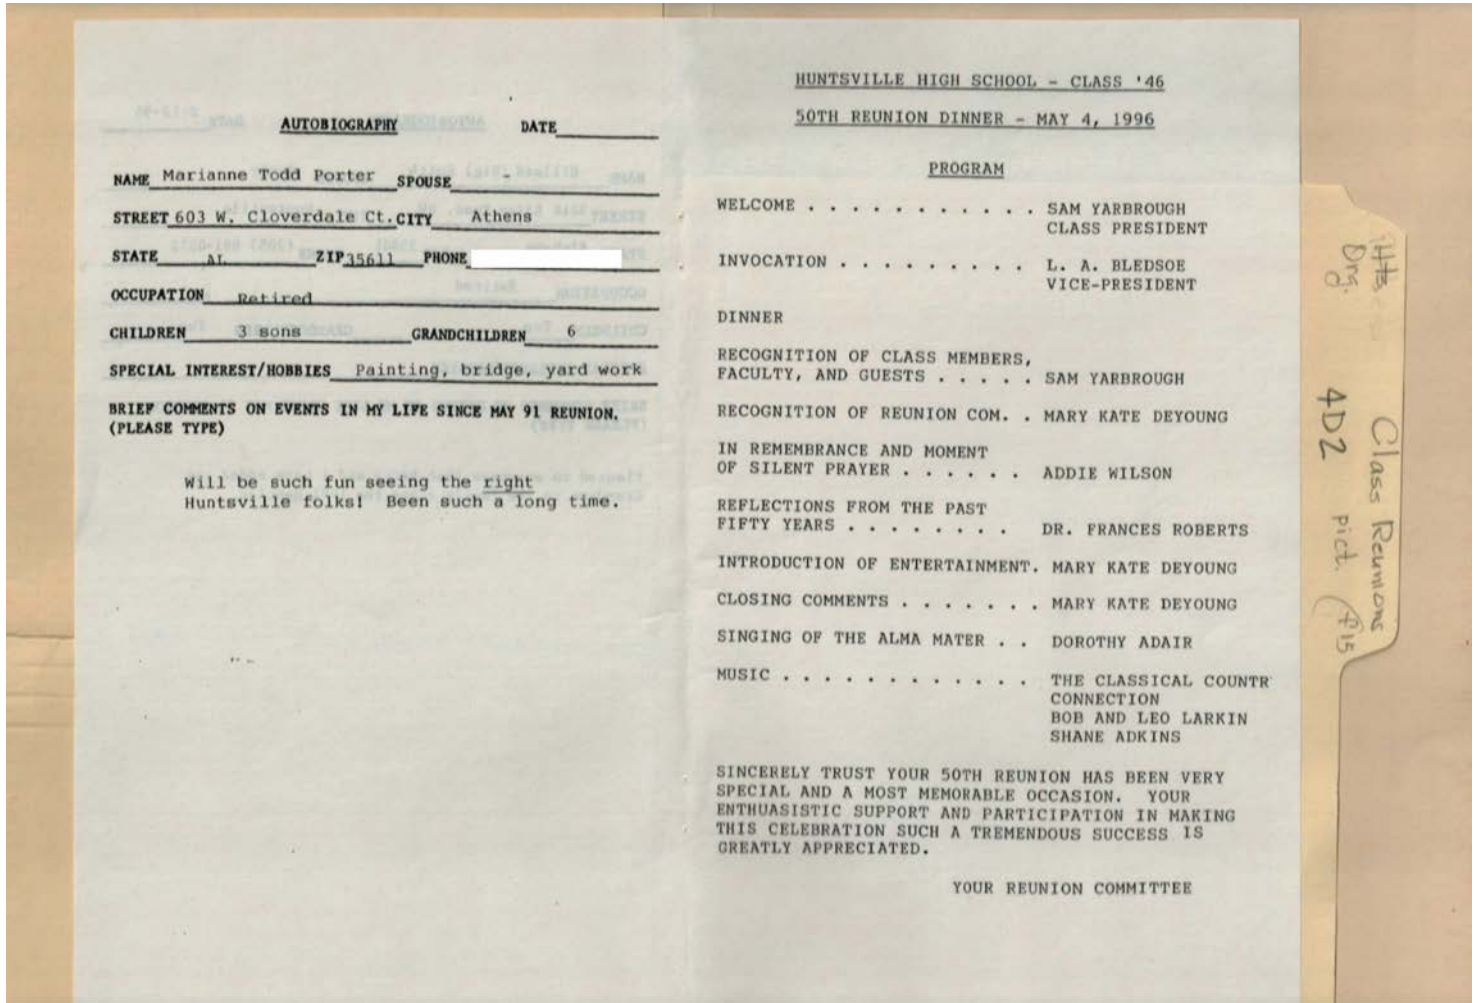 AUTOBIOGRAPHY DATE
NAME Marianne Todd Porter SPOUSE -
STREET 603 W. Cloverdale Ct. CITY Athens
STATE AL ZIP 35611 PHONE
OCCUPATION Retired
CHILDREN 3 sons GRANDCHILDREN 6
SPECIAL INTEREST/HOBBIES Painting, bridge, yard work
BRIEF COMMENTS ON EVENTS IN MY LIFE SINCE MAY 91 REUNION.
(PLEASE TYPE)
Will be such fun seeing the right
Huntsville folks! Been such a long time.
HUNTSVILLE HIGH SCHOOL - CLASS '46
50TH REUNION DINNER - MAY 4, 1996
PROGRAM
WELCOME . . . . . . . . . . . . SAM YARBROUGH
CLASS PRESIDENT
INVOCATION . . . . . . . . . L. A. BLEDSOE
VICE-PRESIDENT
DINNER
RECOGNITION OF CLASS MEMBERS,
FACULTY, AND GUESTS . . . . . SAM YARBROUGH
RECOGNITION OF REUNION COM. . MARY KATE DEYOUNG
IN REMEMBRANCE AND MOMENT
OF SILENT PRAYER . . . . . . ADDIE WILSON
REFLECTIONS FROM THE PAST
FIFTY YEARS . . . . . . . . DR. FRANCES ROBERTS
INTRODUCTION OF ENTERTAINMENT. MARY KATE DEYOUNG
CLOSING COMMENTS . . . . . . . MARY KATE DEYOUNG
SINGING OF THE ALMA MATER . . DOROTHY ADAIR
MUSIC . . . . . . . . . . . . THE CLASSICAL COUNTR
CONNECTION
BOB AND LEO LARKIN
SHANE ADKINS
SINCERELY TRUST YOUR 50TH REUNION HAS BEEN VERY
SPECIAL AND A MOST MEMORABLE OCCASION. YOUR
ENTHUASISTIC SUPPORT AND PARTICIPATION IN MAKING
THIS CELEBRATION SUCH A TREMENDOUS SUCCESS IS
GREATLY APPRECIATED.
YOUR REUNION COMMITTEE
Class Reunions
4D2 pict.